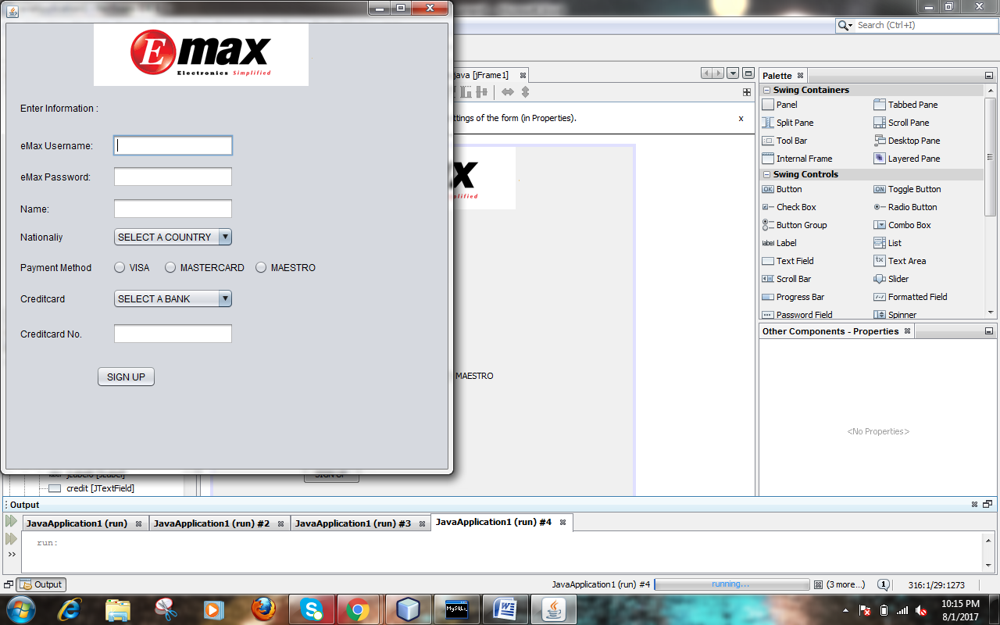 Emax
Electronics Simplified
Enter Information :
eMax Username:
eMax Password:
Name:
Nationaliy
SELECT A COUNTRY
Payment Method
VISA
MASTERCARD
MAESTRO
Creditcard
SELECT A BANK
Creditcard No.
SIGN UP
Search (Ctrl+I)
java [jFrame1]
ttings of the form (in Properties).
x
max
plified
MAESTRO
SIGN UP
credit [JTextField]
Palette
Swing Containers
Panel
Tabbed Pane
Split Pane
Scroll Pane
Tool Bar
Desktop Pane
Internal Frame
Layered Pane
Swing Controls
OK Button
ON Toggle Button
Check Box
Radio Button
Button Group
Combo Box
label Label
List
Text Field
tx Text Area
Scroll Bar
Slider
Progress Bar
Formatted Field
Password Field
Spinner
Other Components - Properties
<No Properties>
Output
JavaApplication1 (run)
JavaApplication1 (run) #2
JavaApplication1 (run) #3
JavaApplication1 (run) #4
run:
Output
JavaApplication1 (run) #4
running...
(3 more...)
1
316:1/29:1273
MySQL
10:15 PM
8/1/2017